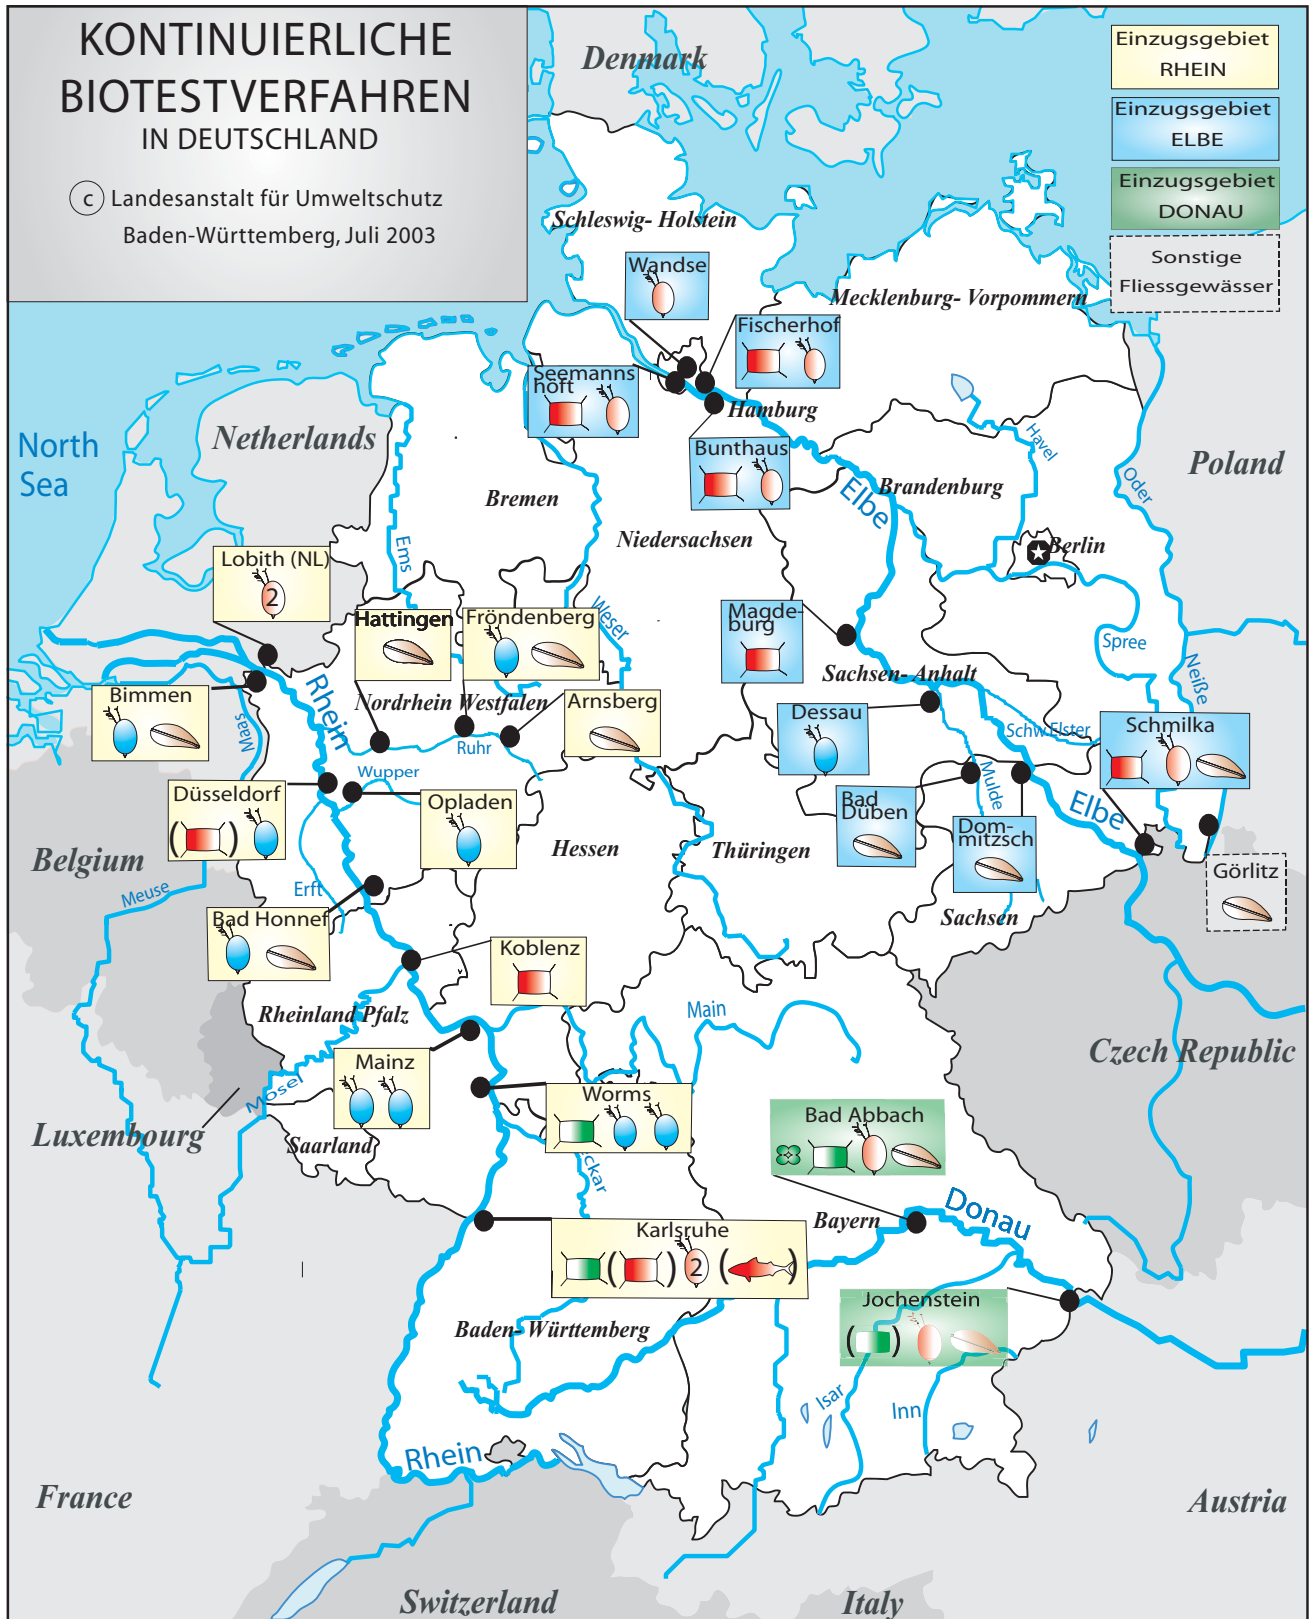 KONTINUIERLICHE
BIOTESTVERFAHREN
IN DEUTSCHLAND
c Landesanstalt für Umweltschutz
Baden-Württemberg, Juli 2003
Einzugsgebiet
RHEIN
Einzugsgebiet
ELBE
Einzugsgebiet
DONAU
Sonstige
Fliessgewässer
Denmark
Schleswig- Holstein
Wandse
Mecklenburg- Vorpommern
Fischerhof
Seemanns
höft
Hamburg
North
Sea
Netherlands
Bunthaus
Havel
Oder
Poland
Bremen
Elbe
Brandenburg
Niedersachsen
Ems
Berlin
Lobith (NL)
2
Hattingen
Fröndenberg
Weser
Magde-
burg
Spree
Neiße
Sachsen- Anhalt
Rhein
Nordrhein Westfalen
Bimmen
Maas
Arnsberg
Ruhr
Dessau
Schw.Elster
Schmilka
Wupper
Mulde
Düsseldorf
( )
Opladen
Bad
Düben
Dom-
mitzsch
Elbe
Belgium
Hessen
Thüringen
Görlitz
Meuse
Erft
Bad Honnef
Sachsen
Koblenz
Rheinland Pfalz
Main
Mainz
Czech Republic
Mosel
Worms
Bad Abbach
Luxembourg
Saarland
eckar
Bayern
Donau
Karlsruhe
( ) 2 ( )
Jochenstein
( )
Baden- Württemberg
Isar
Inn
Rhein
France
Austria
Switzerland
Italy